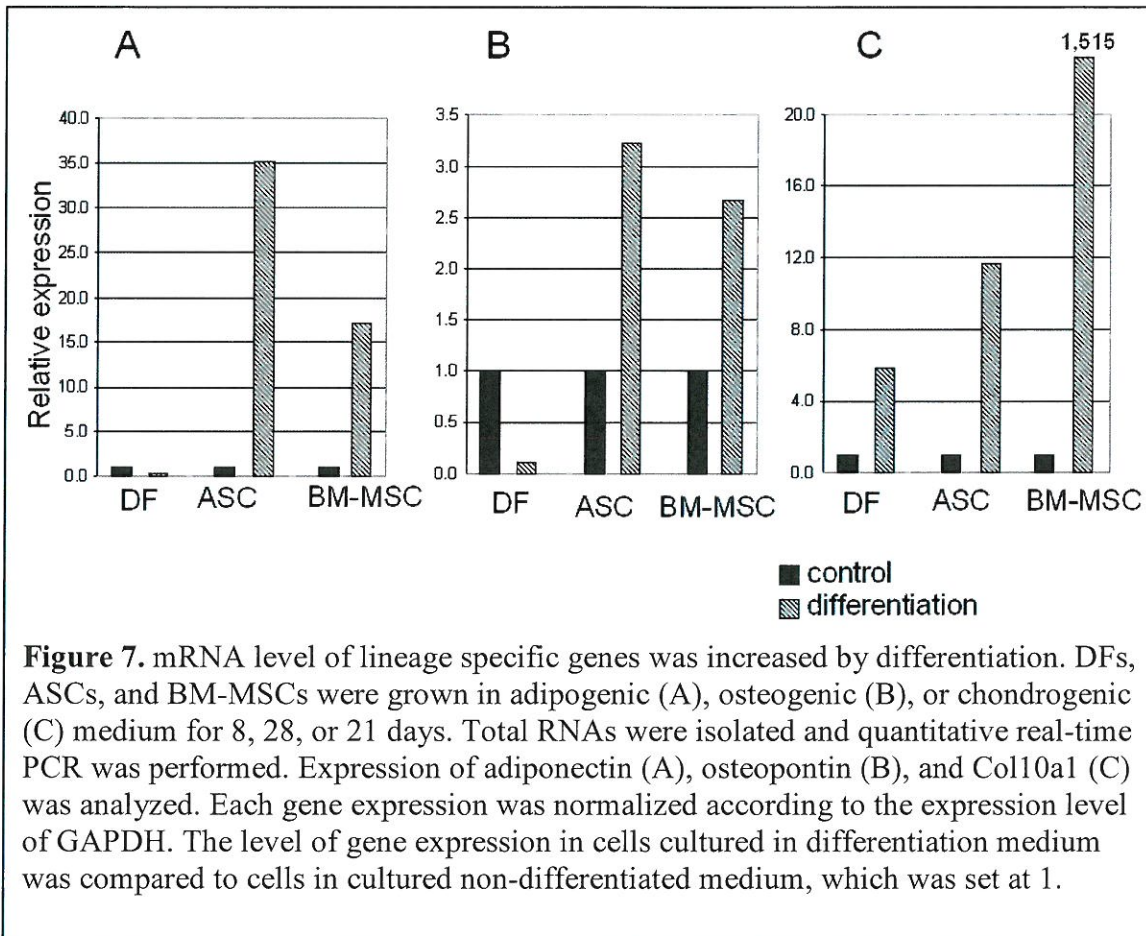 A B C
1,515
40.0
35.0
30.0
25.0
20.0
15.0
10.0
5.0
0.0
Relative expression
DF ASC BM-MSC
3.5
3.0
2.5
2.0
1.5
1.0
0.5
0.0
DF ASC BM-MSC
20.0
16.0
12.0
8.0
4.0
0.0
DF ASC BM-MSC
control
differentiation
Figure 7. mRNA level of lineage specific genes was increased by differentiation. DFs,
ASCs, and BM-MSCs were grown in adipogenic (A), osteogenic (B), or chondrogenic
(C) medium for 8, 28, or 21 days. Total RNAs were isolated and quantitative real-time
PCR was performed. Expression of adiponectin (A), osteopontin (B), and Col10a1 (C)
was analyzed. Each gene expression was normalized according to the expression level
of GAPDH. The level of gene expression in cells cultured in differentiation medium
was compared to cells in cultured non-differentiated medium, which was set at 1.